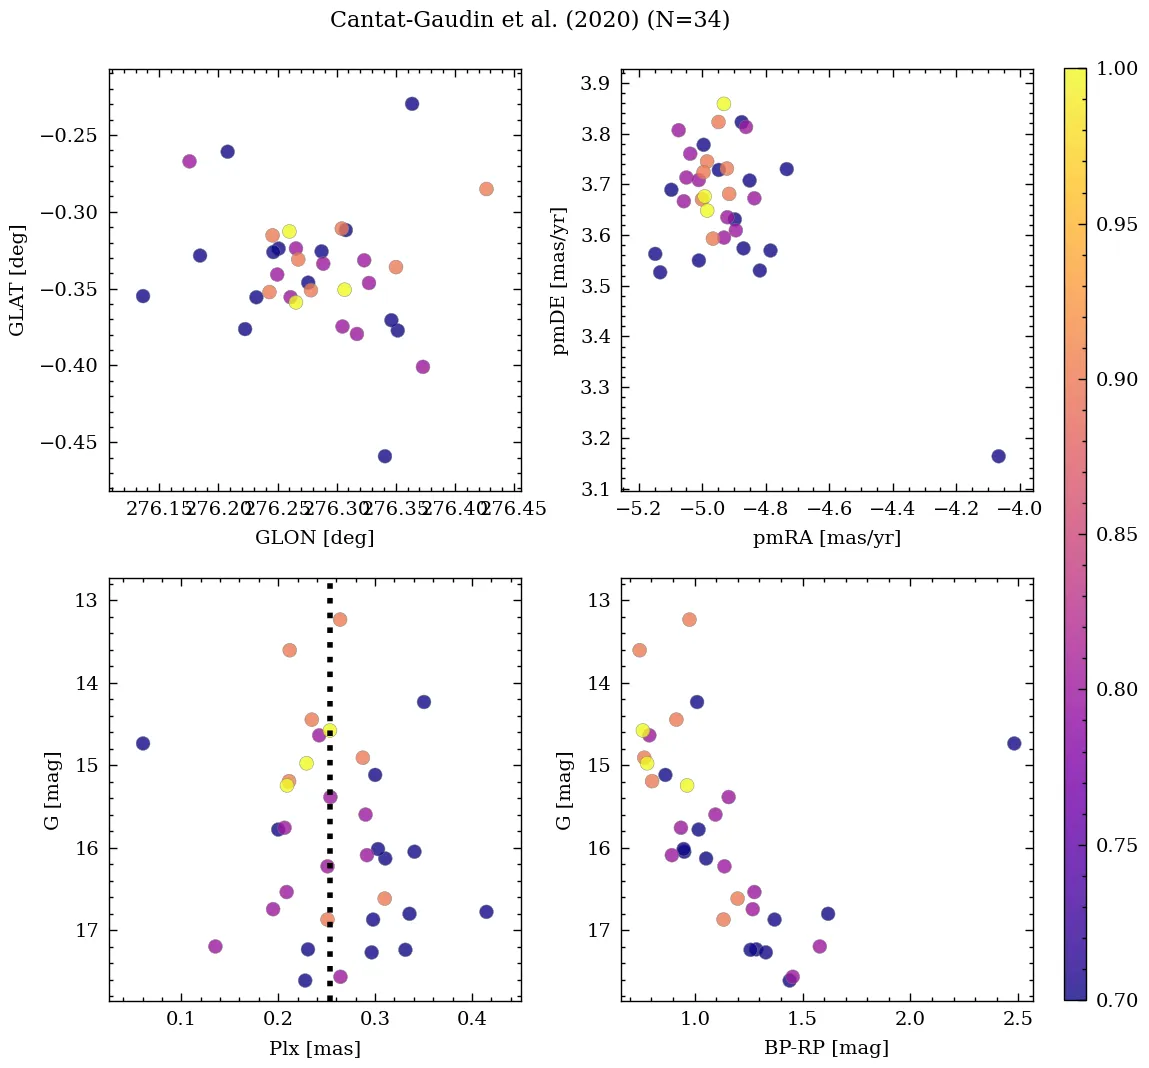 Cantat-Gaudin et al. (2020) (N=34)
GLAT [deg]
−0.25
−0.30
−0.35
−0.40
−0.45
276.15 276.20 276.25 276.30 276.35 276.40 276.45
GLON [deg]
pmDE [mas/yr]
3.9
3.8
3.7
3.6
3.5
3.4
3.3
3.2
3.1
−5.2 −5.0 −4.8 −4.6 −4.4 −4.2 −4.0
pmRA [mas/yr]
G [mag]
13
14
15
16
17
0.1 0.2 0.3 0.4
Plx [mas]
G [mag]
13
14
15
16
17
1.0 1.5 2.0 2.5
BP-RP [mag]
1.00
0.95
0.90
0.85
0.80
0.75
0.70